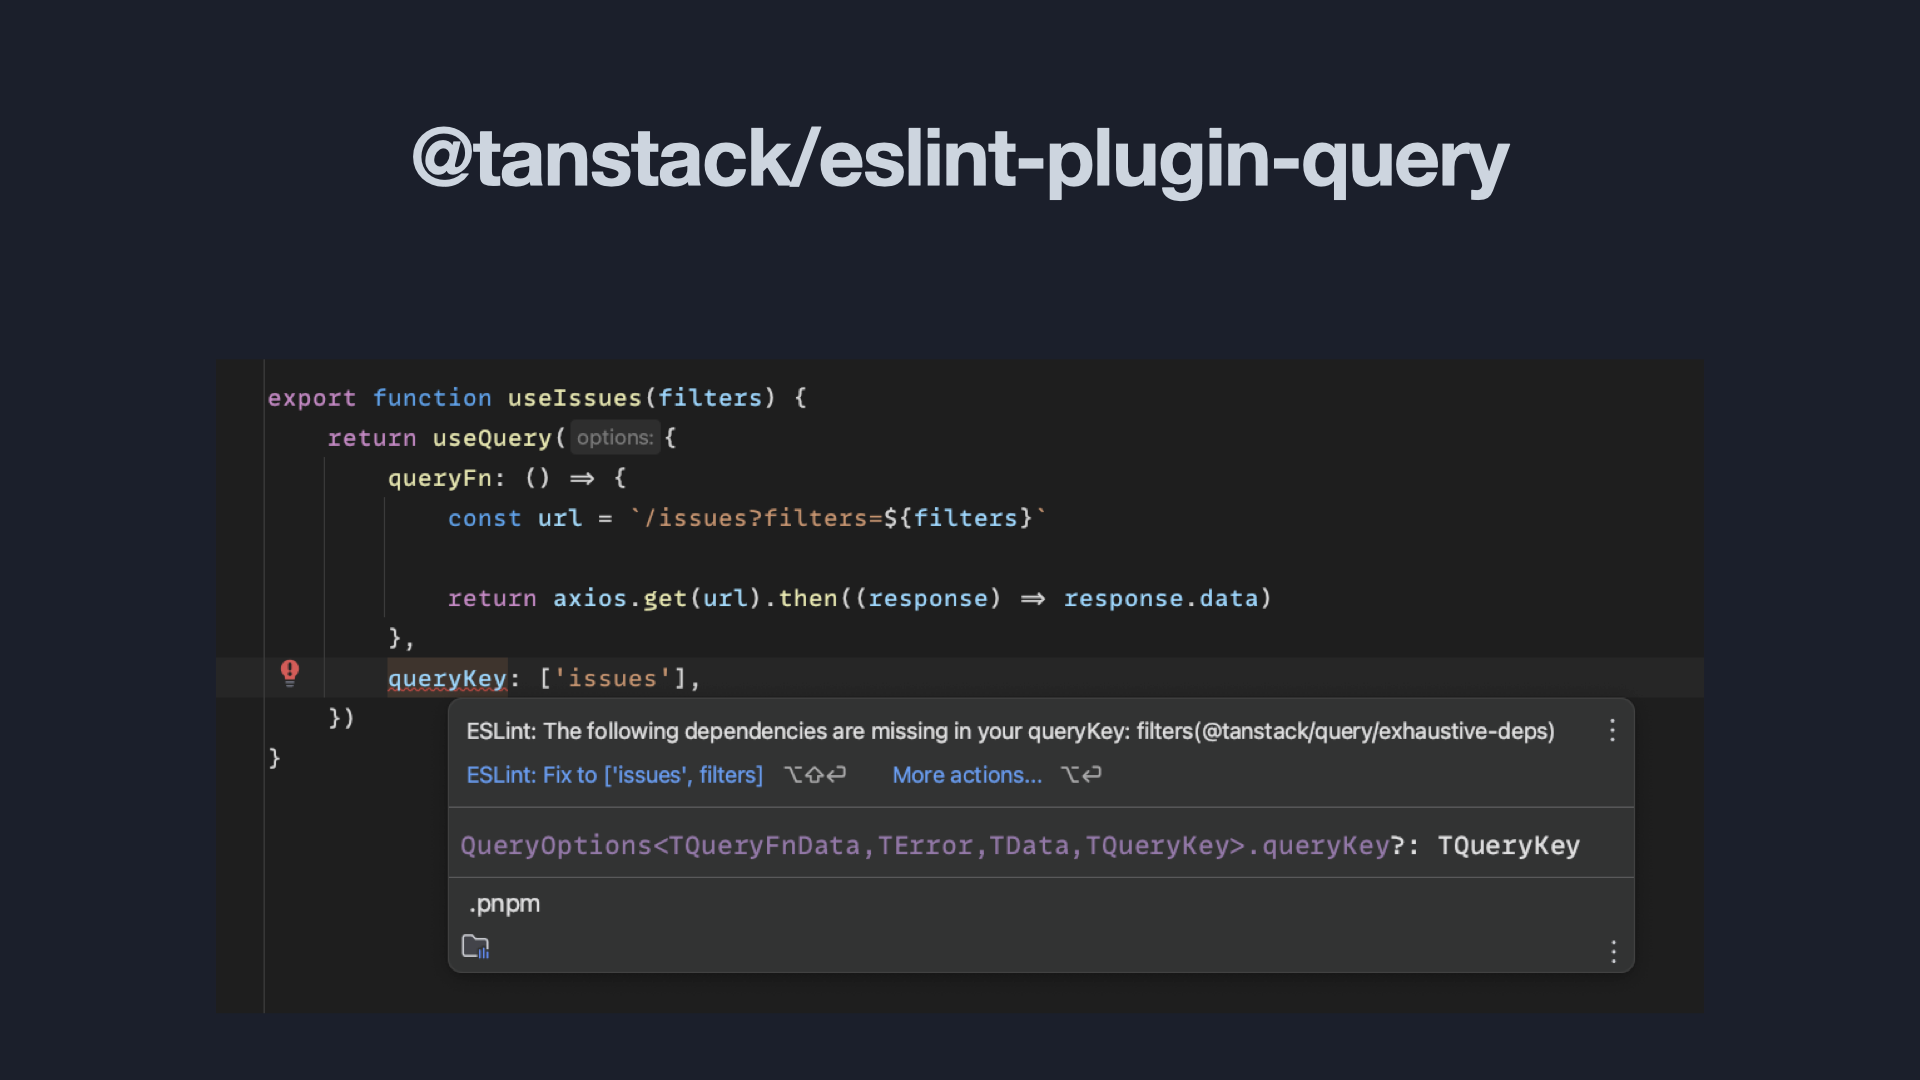 @tanstack/eslint-plugin-query
export function useIssues(filters) {
return useQuery( options: {
queryFn: () ⇒ {
const url = `/issues?filters=${filters}`
return axios.get(url).then((response) ⇒ response.data)
},
queryKey: ['issues'],
})
}
ESLint: The following dependencies are missing in your queryKey: filters(@tanstack/query/exhaustive-deps)
ESLint: Fix to ['issues', filters] ⌥⇧⏎ More actions... ⌥⏎
QueryOptions<TQueryFnData,TError,TData,TQueryKey>.queryKey?: TQueryKey
.pnpm